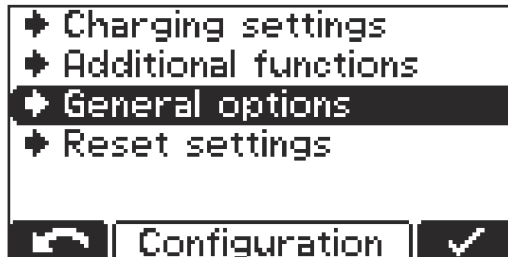 Charging settings
Additional functions
General options
Reset settings
Configuration